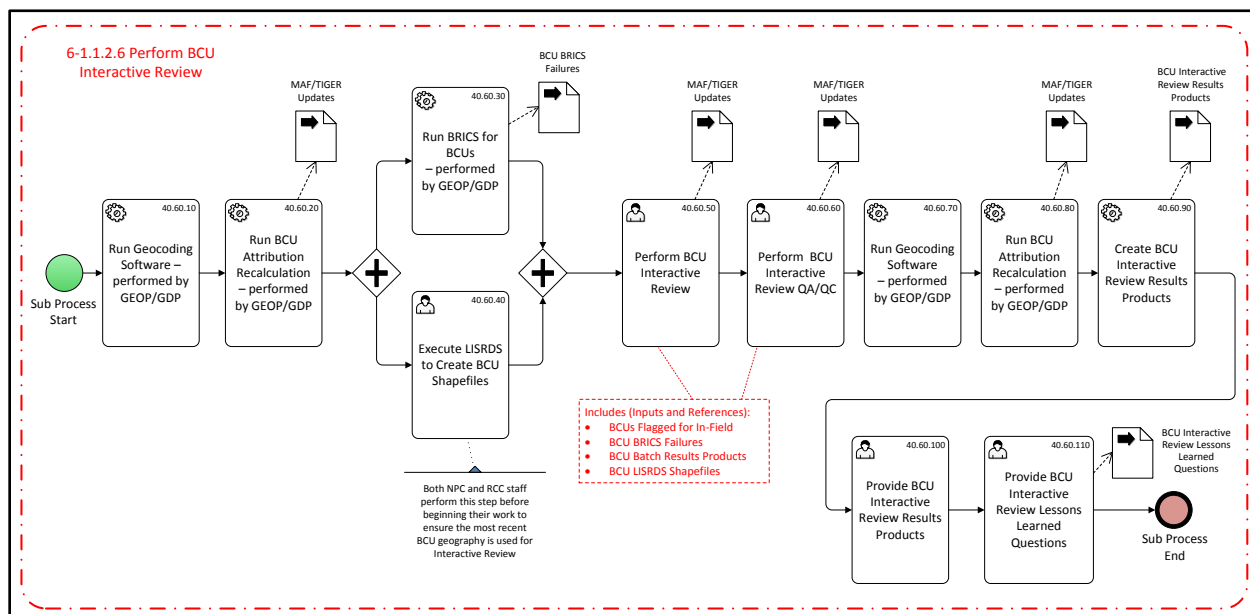 6-1.1.2.6 Perform BCU
Interactive Review
MAF/TIGER
Updates
BCU BRICS
Failures
MAF/TIGER
Updates
MAF/TIGER
Updates
MAF/TIGER
Updates
BCU Interactive
Review Results
Products
Sub Process
Start
40.60.10
Run Geocoding
Software –
performed by
GEOP/GDP
40.60.20
Run BCU
Attribution
Recalculation
– performed
by GEOP/GDP
40.60.30
Run BRICS for
BCUs
– performed
by GEOP/GDP
40.60.40
Execute LISRDS
to Create BCU
Shapefiles
Both NPC and RCC staff
perform this step before
beginning their work to
ensure the most recent
BCU geography is used for
Interactive Review
40.60.50
Perform BCU
Interactive
Review
40.60.60
Perform BCU
Interactive
Review QA/QC
Includes (Inputs and References):
• BCUs Flagged for In-Field
• BCU BRICS Failures
• BCU Batch Results Products
• BCU LISRDS Shapefiles
40.60.70
Run Geocoding
Software
– performed by
GEOP/GDP
40.60.80
Run BCU
Attribution
Recalculation
– performed by
GEOP/GDP
40.60.90
Create BCU
Interactive
Review Results
Products
40.60.100
Provide BCU
Interactive
Review Results
Products
40.60.110
Provide BCU
Interactive
Review Lessons
Learned
Questions
BCU Interactive
Review Lessons
Learned
Questions
Sub Process
End